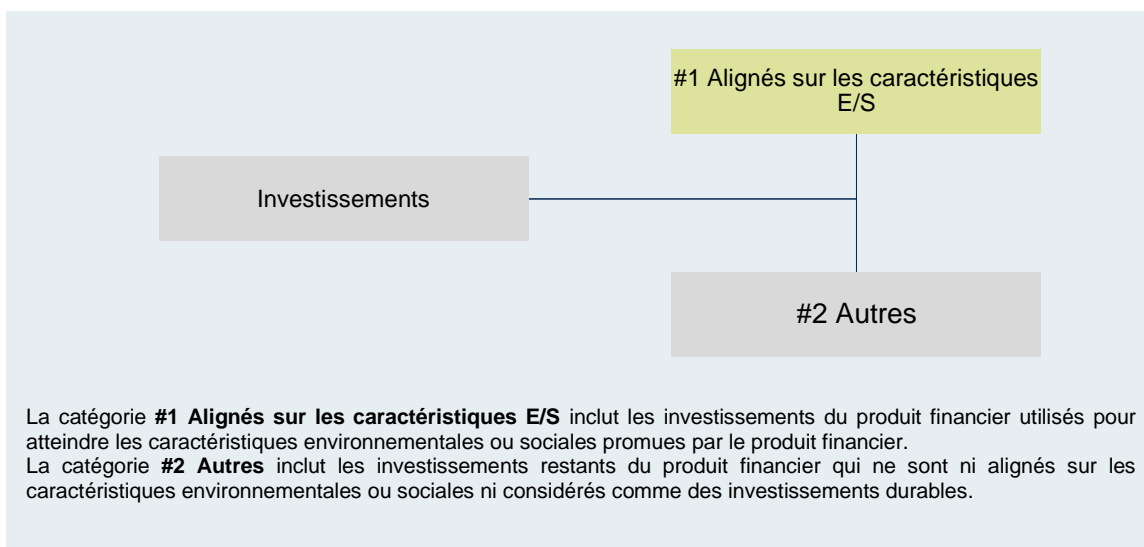 #1 Alignés sur les caractéristiques
E/S
Investissements
#2 Autres
La catégorie #1 Alignés sur les caractéristiques E/S inclut les investissements du produit financier utilisés pour
atteindre les caractéristiques environnementales ou sociales promues par le produit financier.
La catégorie #2 Autres inclut les investissements restants du produit financier qui ne sont ni alignés sur les
caractéristiques environnementales ou sociales ni considérés comme des investissements durables.